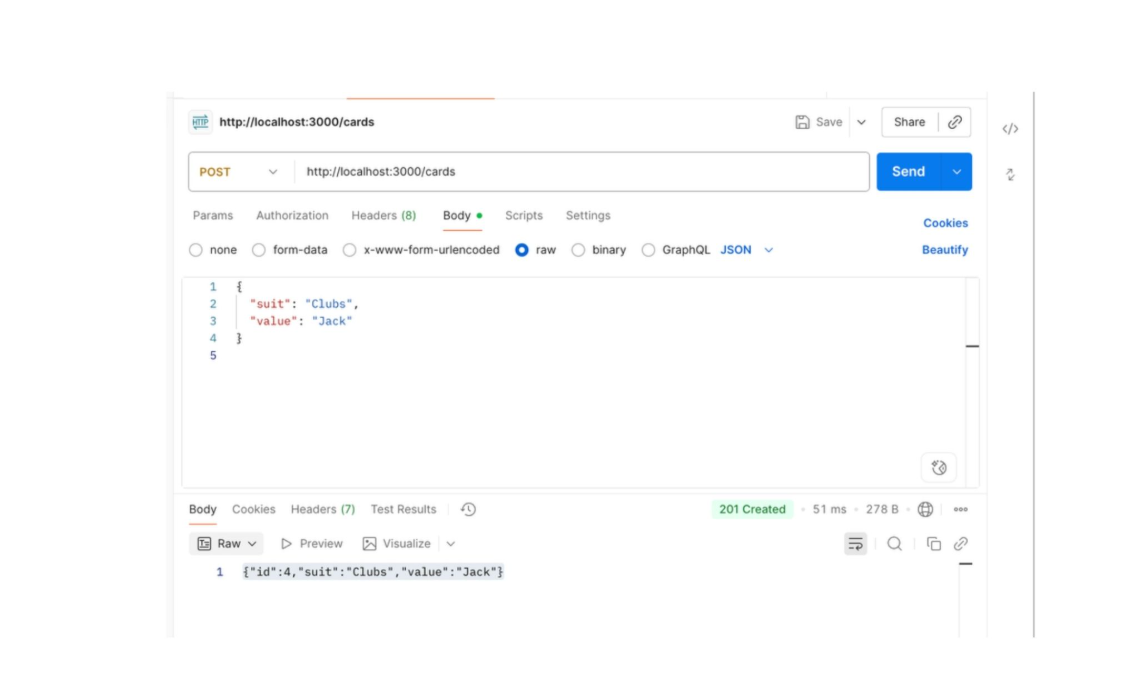 HTTP http://localhost:3000/cards Save Share
POST http://localhost:3000/cards Send
Params Authorization Headers (8) Body Scripts Settings Cookies
none form-data x-www-form-urlencoded raw binary GraphQL JSON Beautify
1 {
2 "suit": "Clubs",
3 "value": "Jack"
4 }
5
Body Cookies Headers (7) Test Results 201 Created • 51 ms • 278 B •
Raw Preview Visualize
1 {"id":4,"suit":"Clubs","value":"Jack"}